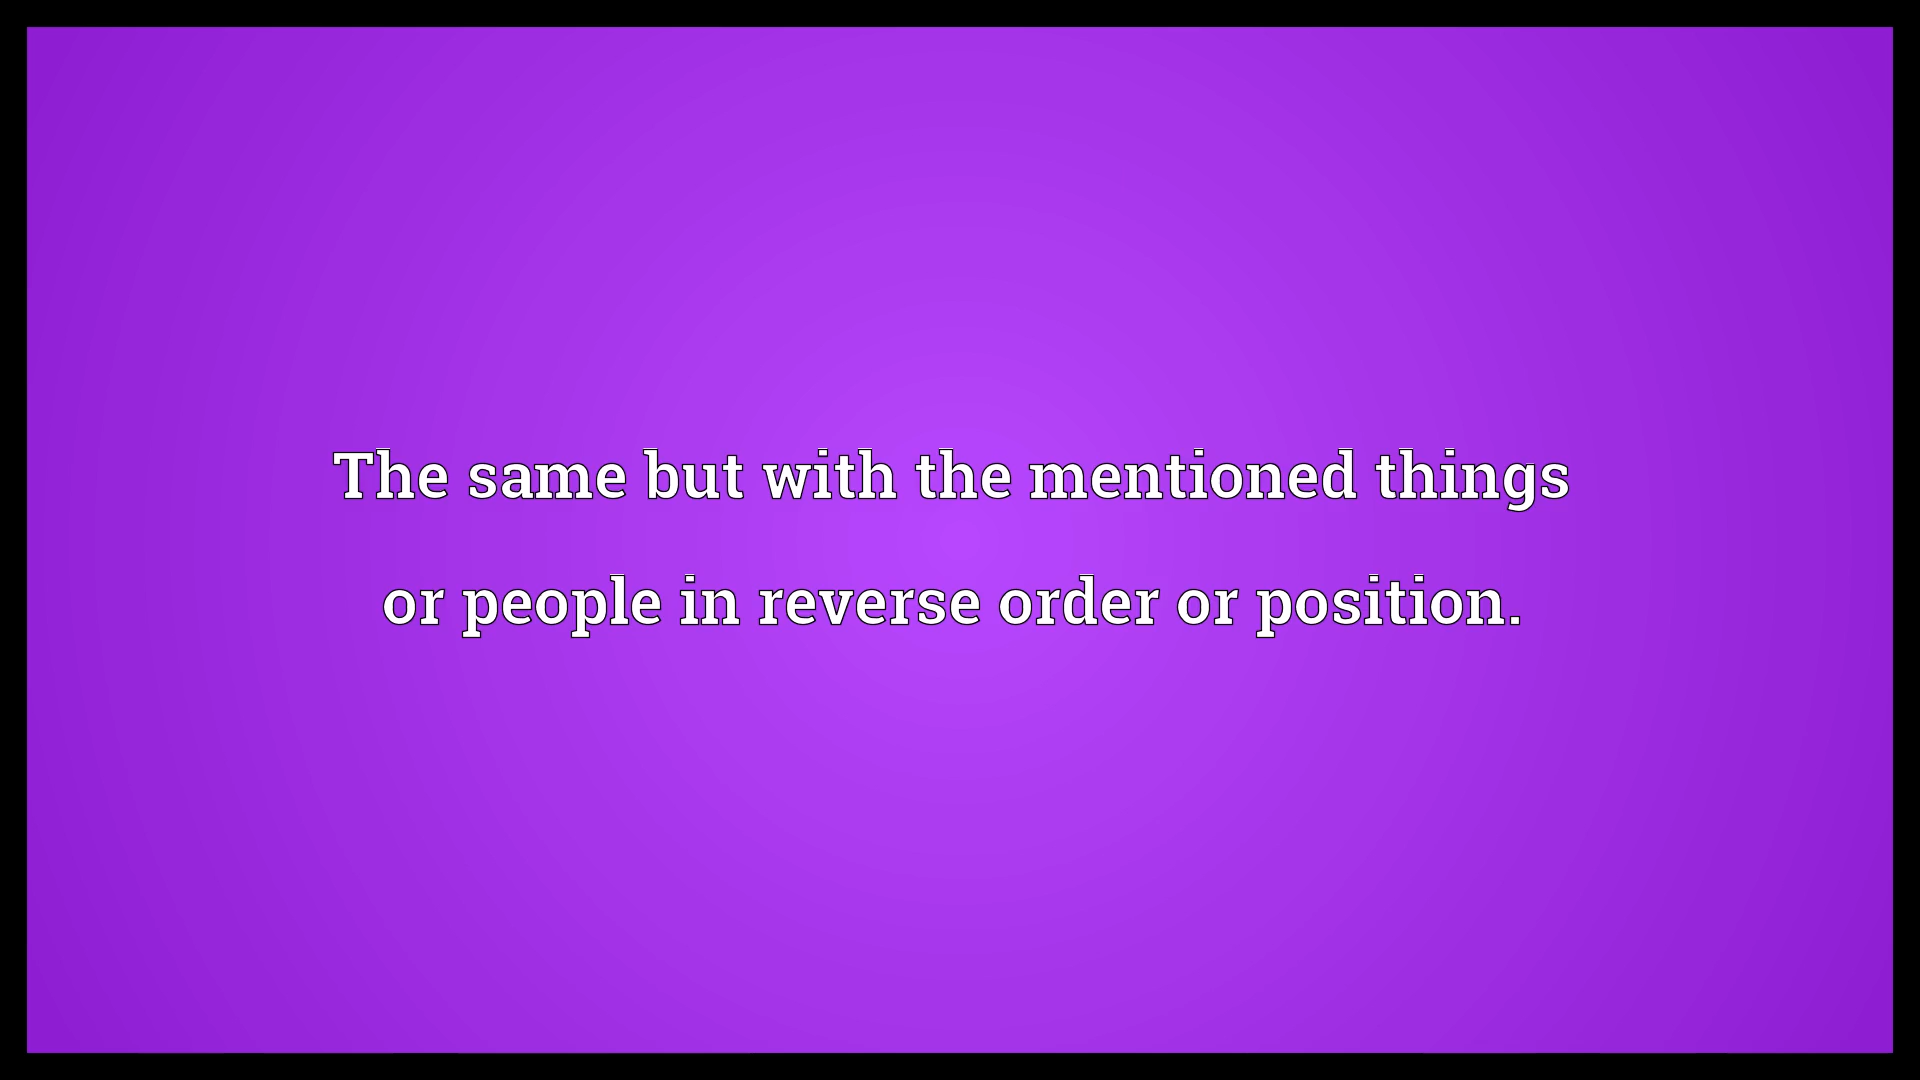 The same but with the mentioned things
or people in reverse order or position.